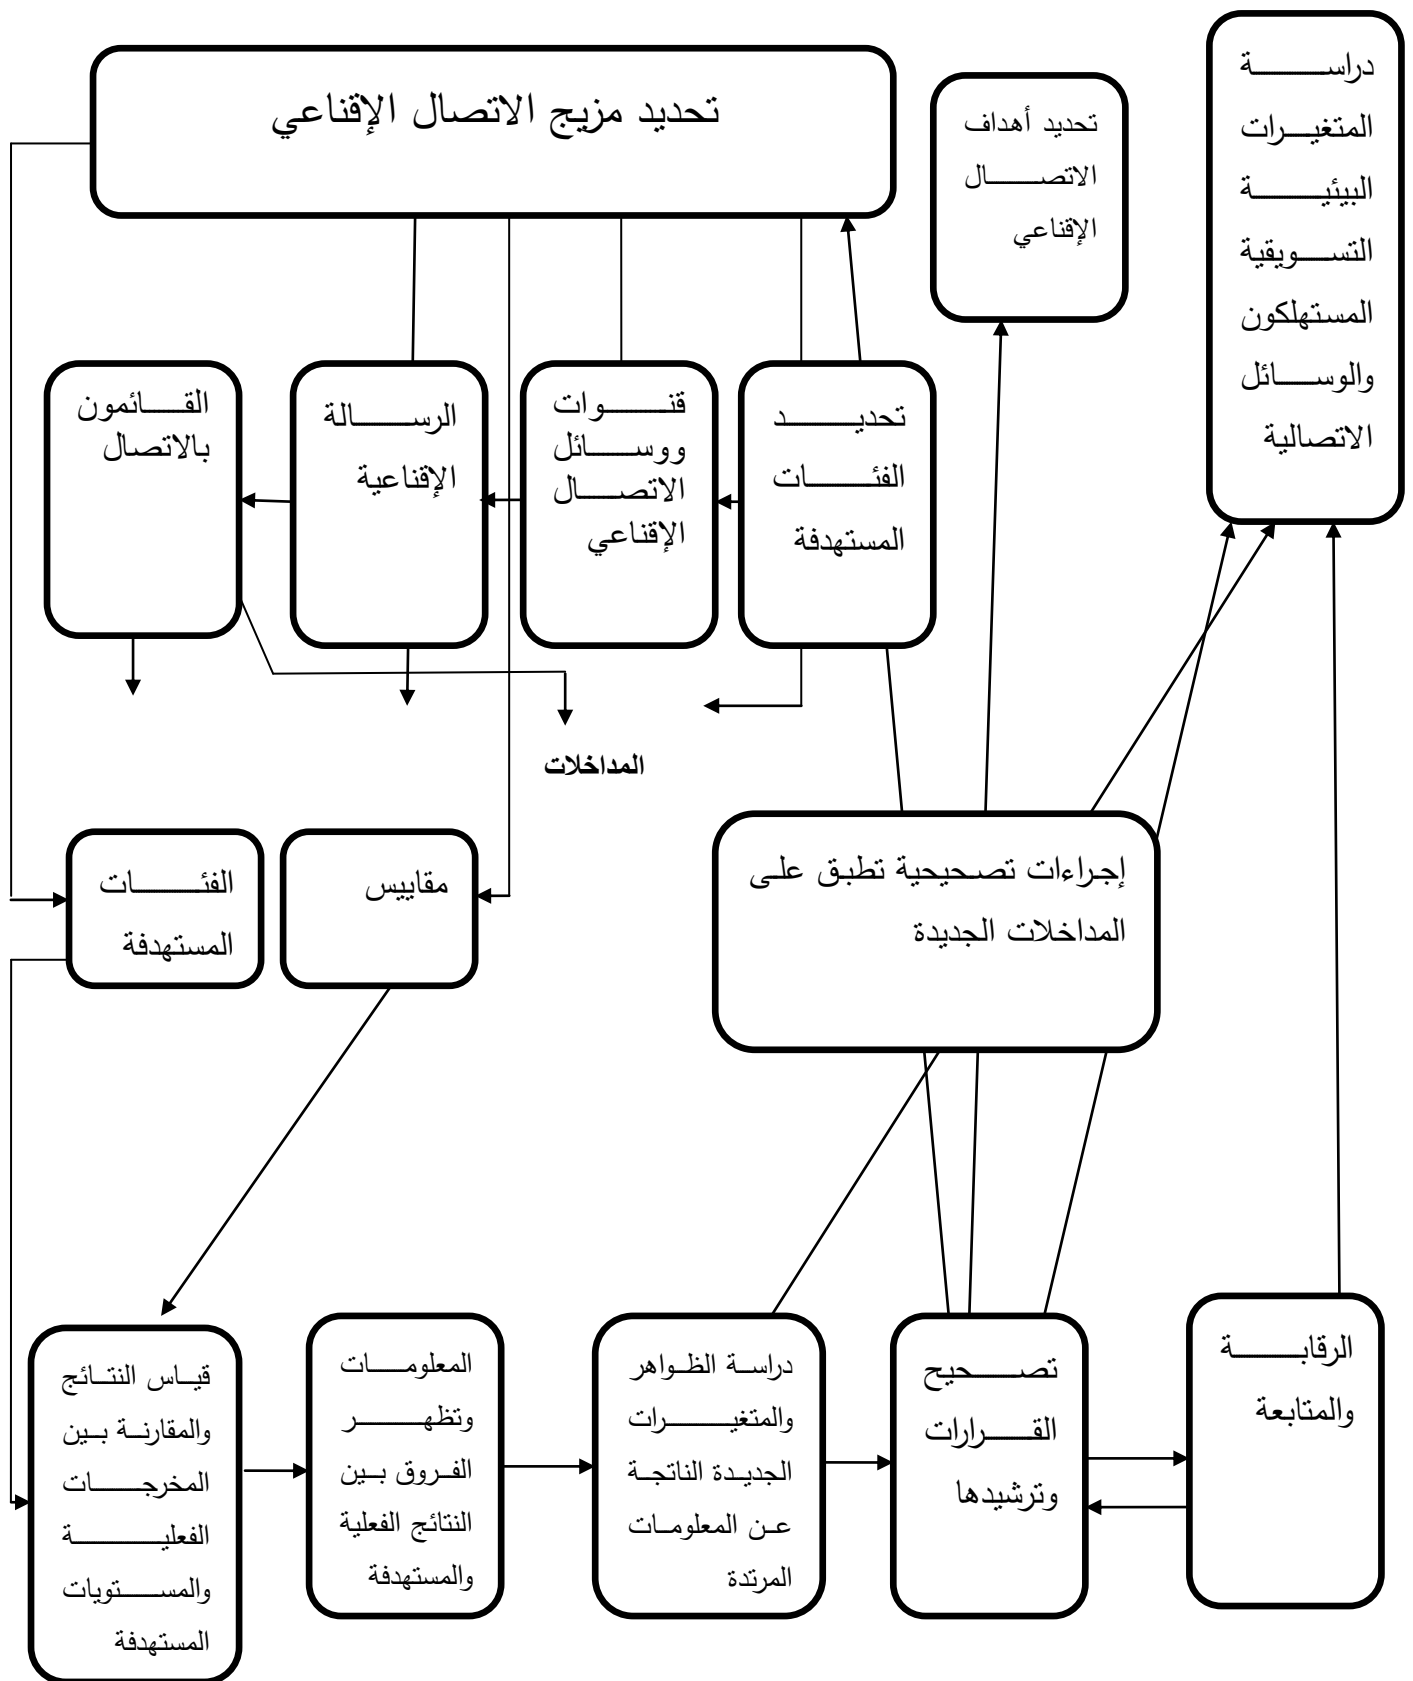 دراسة
المتغيرات
البيئية
التسويقية
المستهلكون
والوسائل
الاتصالية
تحديد أهداف
الاتصال
الإقناعي
تحديد مزيج الاتصال الإقناعي
تحديد
الفئات
المستهدفة
قنوات
ووسائل
الاتصال
الإقناعي
الرسالة
الإقناعية
القائمون
بالاتصال
المداخلات
إجراءات تصحيحية تطبق على
المداخلات الجديدة
مقاييس
الفئات
المستهدفة
الرقابة
والمتابعة
تصحيح
القرارات
وترشيدها
دراسة الظواهر
والمتغيرات
الجديدة الناتجة
عن المعلومات
المرتدة
المعلومات
وتظهر
الفروق بين
النتائج الفعلية
والمستهدفة
قياس النتائج
والمقارنة بين
المخرجات
الفعلية
والمستويات
المستهدفة